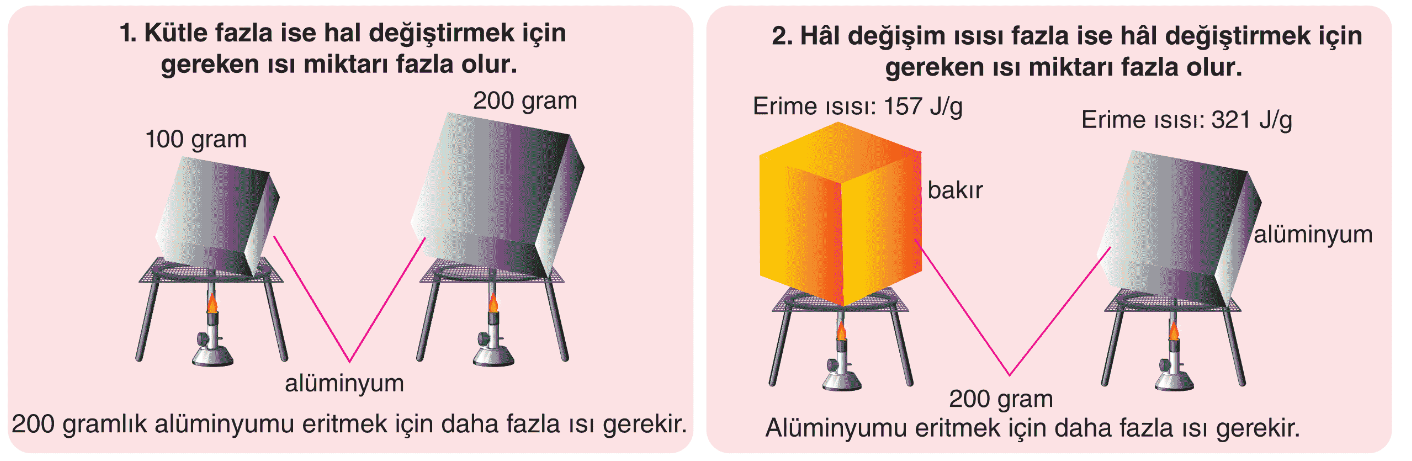 1. Kütle fazla ise hal değiştirmek için
gereken ısı miktarı fazla olur.
200 gram
100 gram
alüminyum
200 gramlık alüminyumu eritmek için daha fazla ısı gerekir.
2. Hâl değişim ısısı fazla ise hâl değiştirmek için
gereken ısı miktarı fazla olur.
Erime ısısı: 157 J/g
Erime ısısı: 321 J/g
bakır
alüminyum
200 gram
Alüminyumu eritmek için daha fazla ısı gerekir.